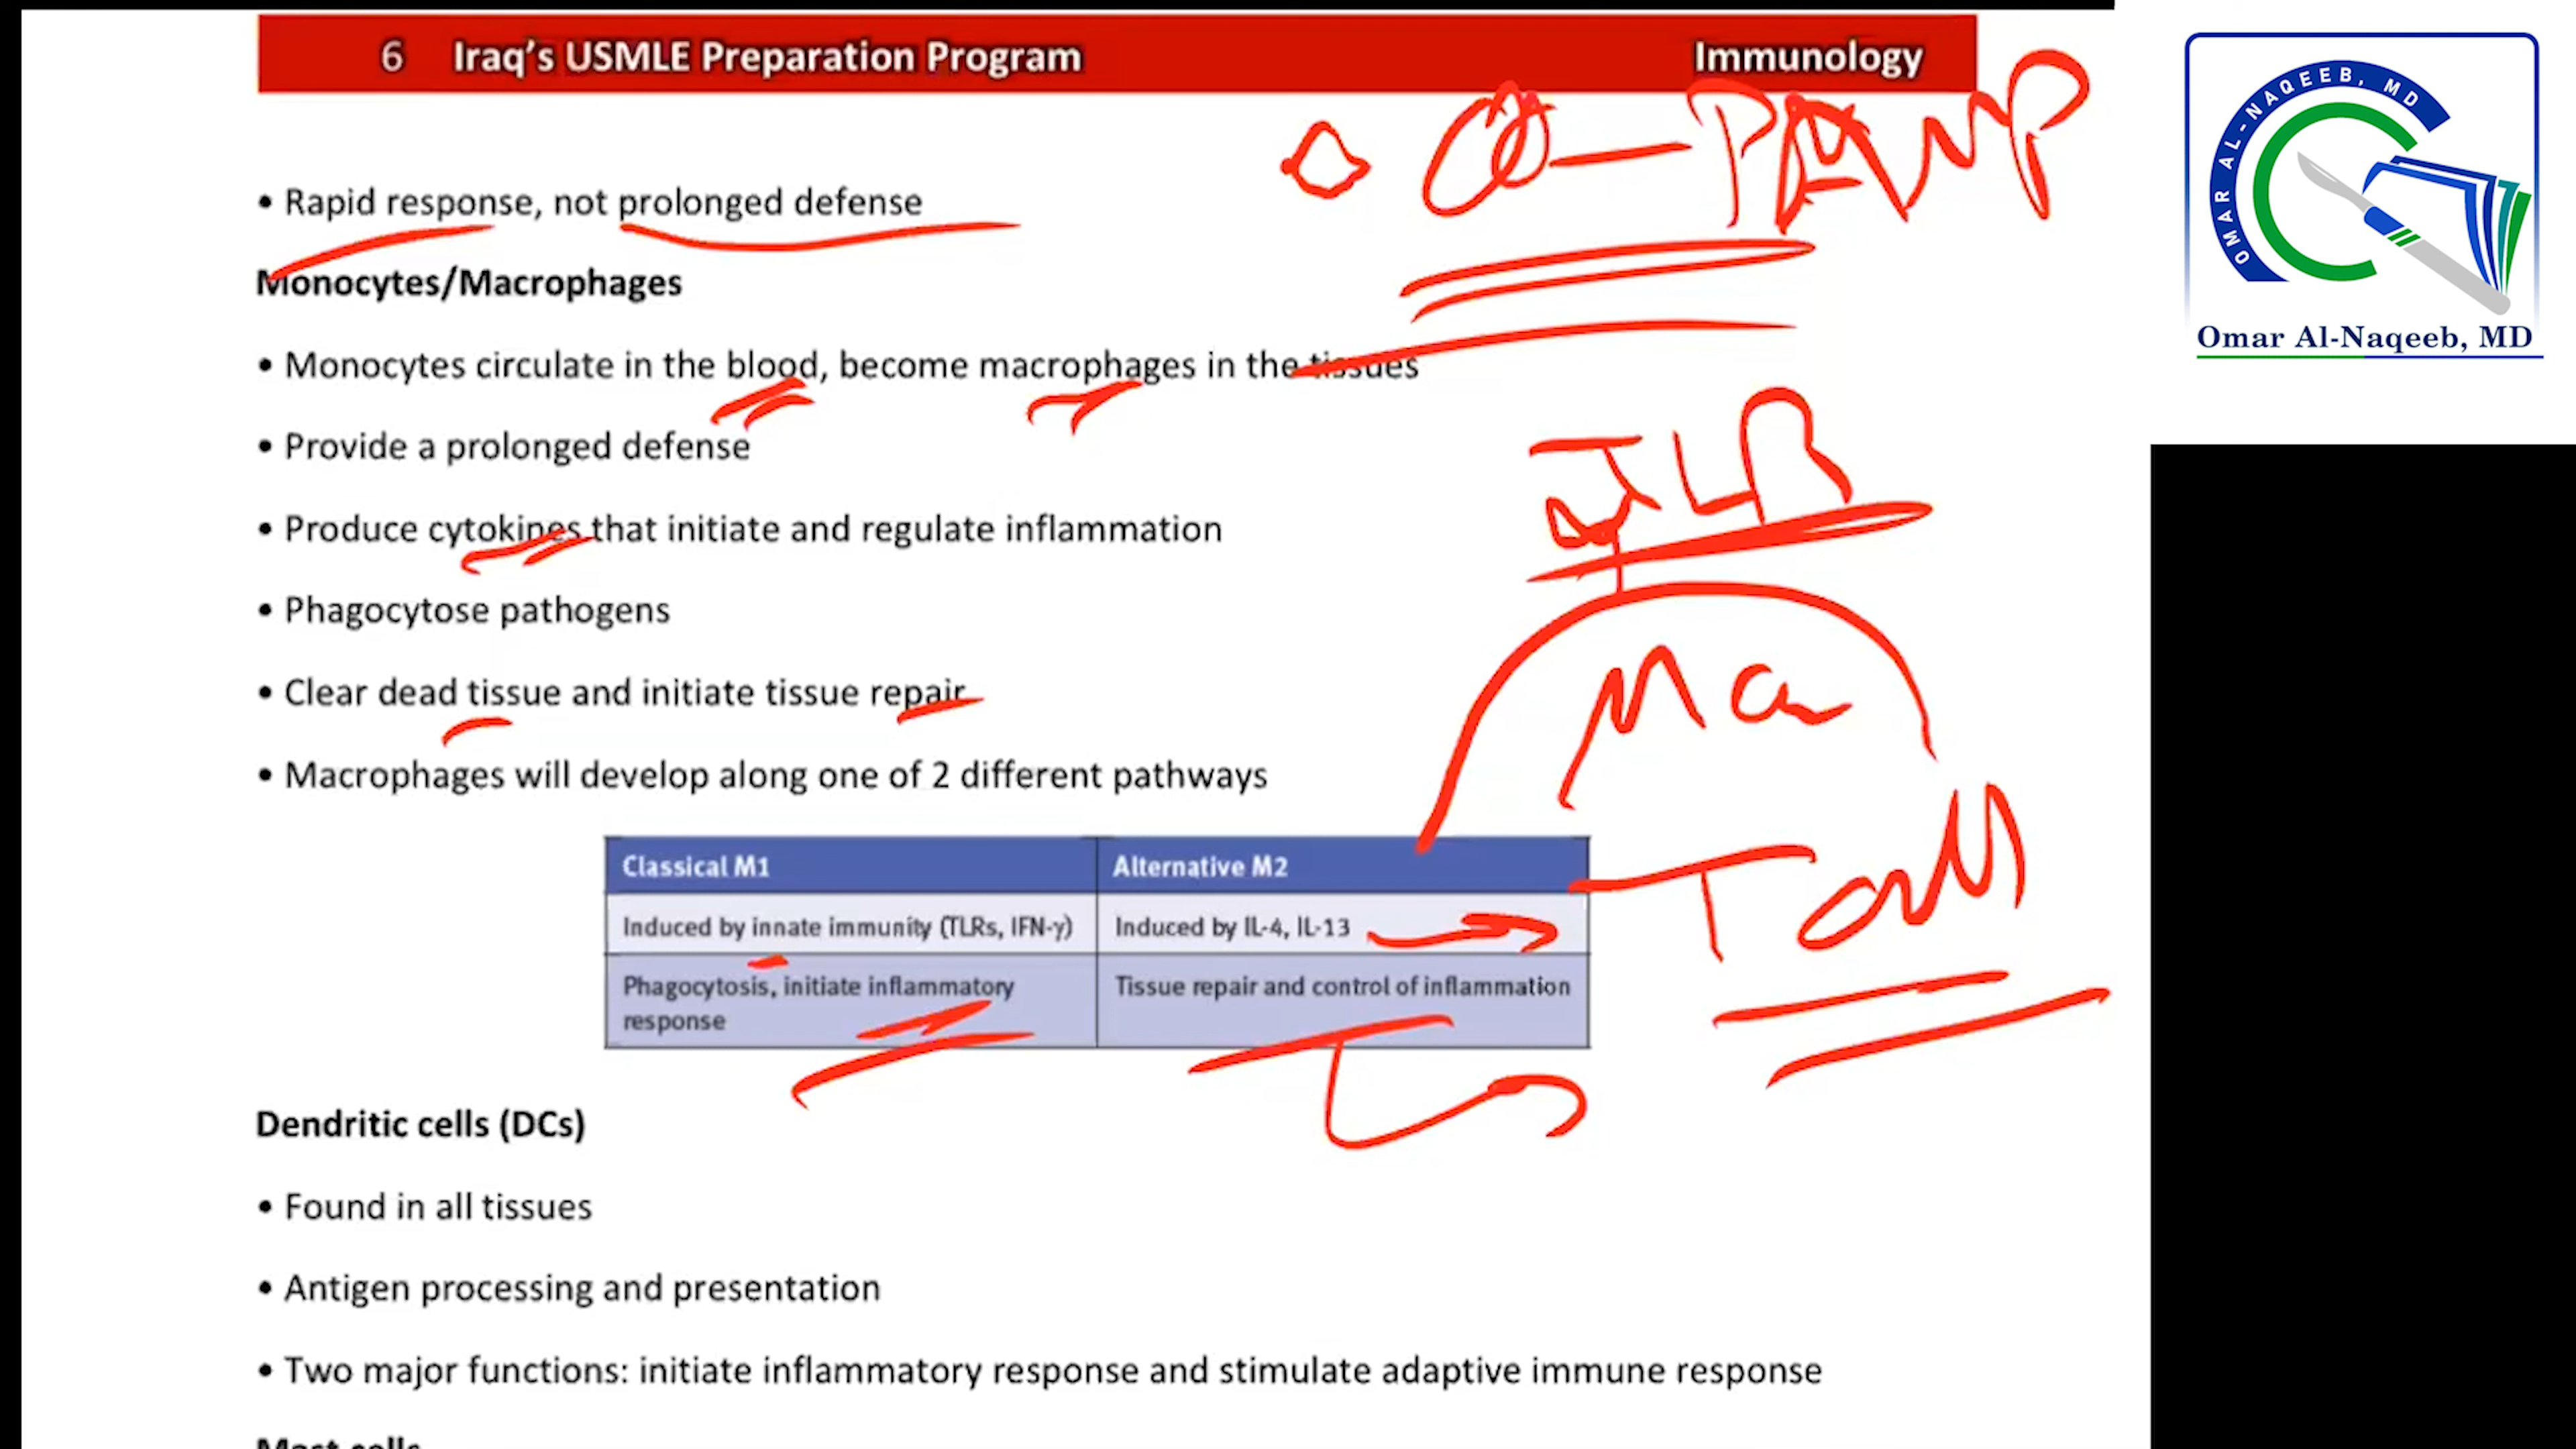 6 Iraq's USMLE Preparation Program Immunology
OMAR AL-NAQEEB, MD
Omar Al-Naqeeb, MD
PAMP
• Rapid response, not prolonged defense
Monocytes/Macrophages
• Monocytes circulate in the blood, become macrophages in the tissues
• Provide a prolonged defense
TLR
• Produce cytokines that initiate and regulate inflammation
• Phagocytose pathogens
Ma
• Clear dead tissue and initiate tissue repair
• Macrophages will develop along one of 2 different pathways
Classical M1 Alternative M2
Induced by innate immunity (TLRs, IFN-γ) Induced by IL-4, IL-13
Phagocytosis, initiate inflammatory response Tissue repair and control of inflammation
Dendritic cells (DCs)
• Found in all tissues
• Antigen processing and presentation
• Two major functions: initiate inflammatory response and stimulate adaptive immune response
Mast cells